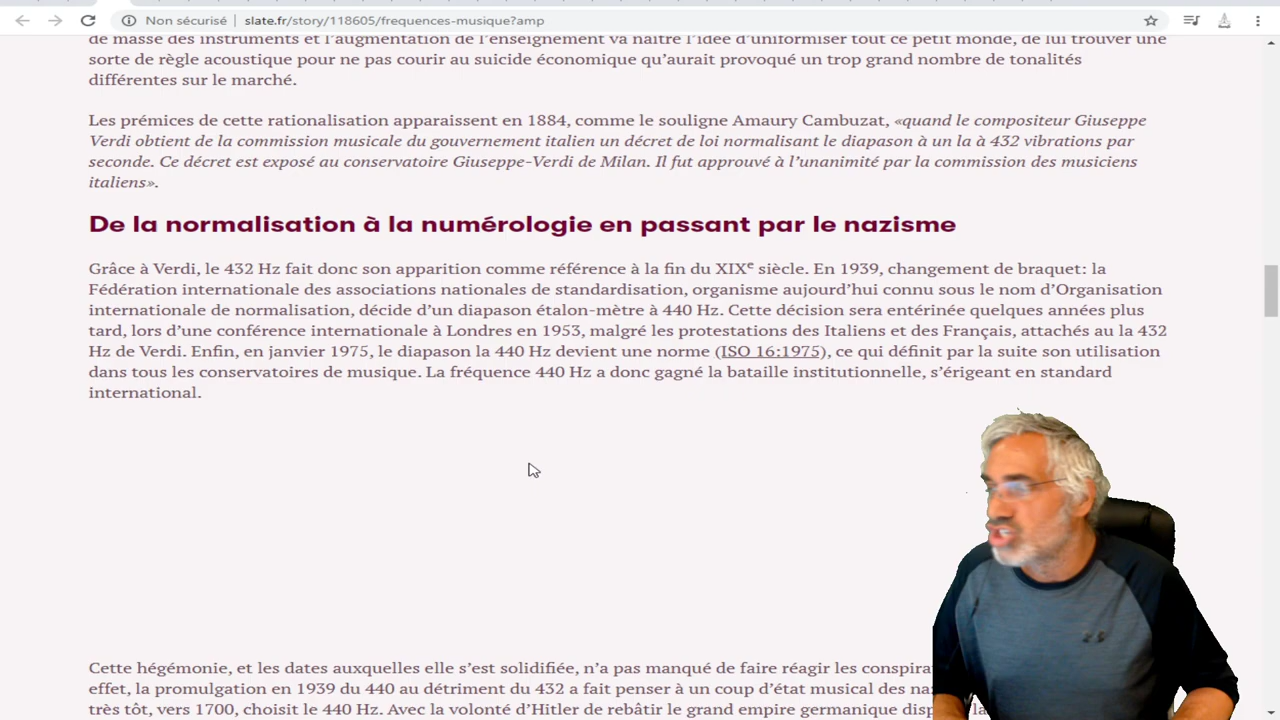 Non sécurisé
slate.fr/story/118605/frequences-musique?amp
de masse des instruments et l'augmentation de l'enseignement va naître l'idée d'uniformiser tout ce petit monde, de lui trouver une
sorte de règle acoustique pour ne pas courir au suicide économique qu'aurait provoqué un trop grand nombre de tonalités
différentes sur le marché.
Les prémices de cette rationalisation apparaissent en 1884, comme le souligne Amaury Cambuzat, «quand le compositeur Giuseppe
Verdi obtient de la commission musicale du gouvernement italien un décret de loi normalisant le diapason à un la à 432 vibrations par
seconde. Ce décret est exposé au conservatoire Giuseppe-Verdi de Milan. Il fut approuvé à l'unanimité par la commission des musiciens
italiens».
De la normalisation à la numérologie en passant par le nazisme
Grâce à Verdi, le 432 Hz fait donc son apparition comme référence à la fin du XIXe siècle. En 1939, changement de braquet: la
Fédération internationale des associations nationales de standardisation, organisme aujourd'hui connu sous le nom d'Organisation
internationale de normalisation, décide d'un diapason étalon-mètre à 440 Hz. Cette décision sera entérinée quelques années plus
tard, lors d'une conférence internationale à Londres en 1953, malgré les protestations des Italiens et des Français, attachés au la 432
Hz de Verdi. Enfin, en janvier 1975, le diapason la 440 Hz devient une norme (ISO 16:1975), ce qui définit par la suite son utilisation
dans tous les conservatoires de musique. La fréquence 440 Hz a donc gagné la bataille institutionnelle, s'érigeant en standard
international.
Cette hégémonie, et les dates auxquelles elle s'est solidifiée, n'a pas manqué de faire réagir les
effet, la promulgation en 1939 du 440 au détriment du 432 a fait penser à un coup d'état musical des
très tôt, vers 1700, choisit le 440 Hz. Avec la volonté d'Hitler de rebâtir le grand empire germanique